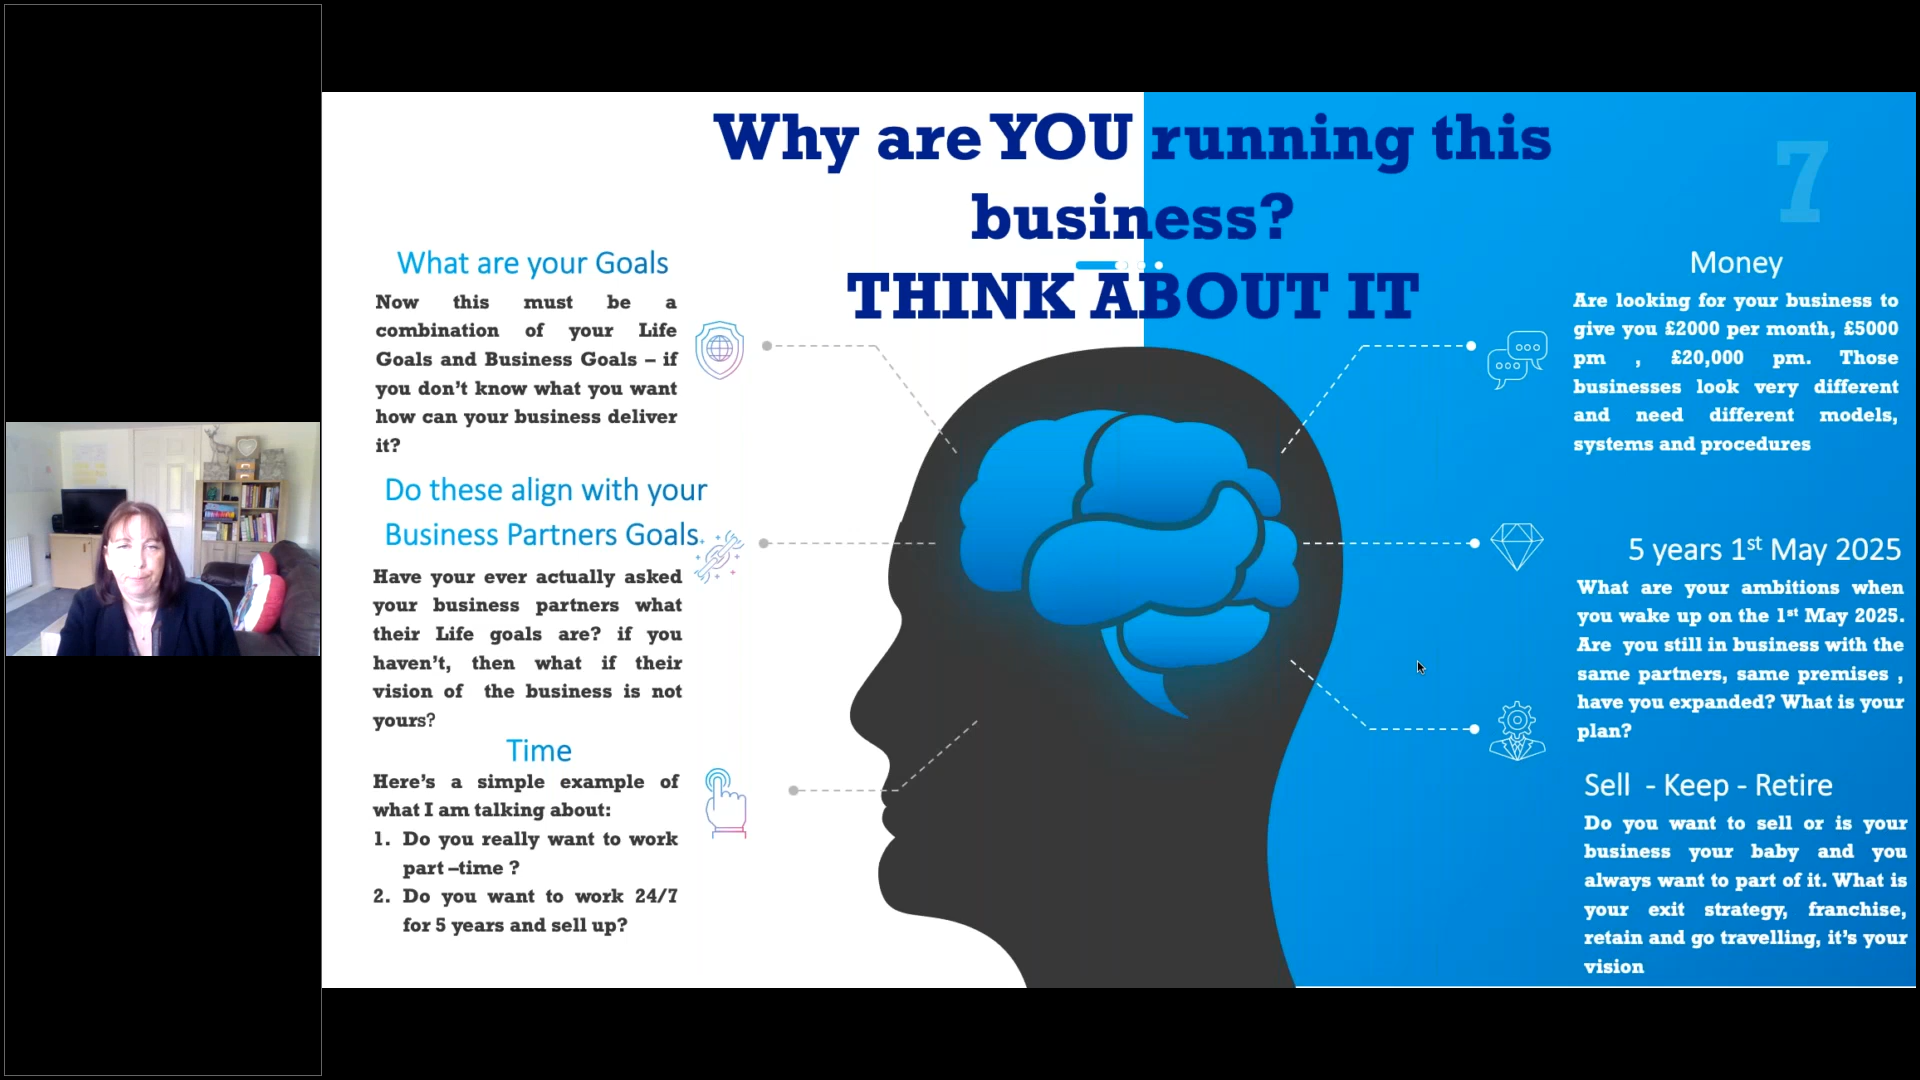 Why are YOU running this
business?
THINK ABOUT IT
7
What are your Goals
Now this must be a
combination of your Life
Goals and Business Goals – if
you don't know what you want
how can your business deliver
it?
Do these align with your
Business Partners Goals
Have your ever actually asked
your business partners what
their Life goals are? if you
haven't, then what if their
vision of the business is not
yours?
Time
Here's a simple example of
what I am talking about:
1. Do you really want to work
part –time ?
2. Do you want to work 24/7
for 5 years and sell up?
Money
Are looking for your business to
give you £2000 per month, £5000
pm , £20,000 pm. Those
businesses look very different
and need different models,
systems and procedures
5 years 1st May 2025
What are your ambitions when
you wake up on the 1st May 2025.
Are you still in business with the
same partners, same premises ,
have you expanded? What is your
plan?
Sell - Keep - Retire
Do you want to sell or is your
business your baby and you
always want to part of it. What is
your exit strategy, franchise,
retain and go travelling, it's your
vision